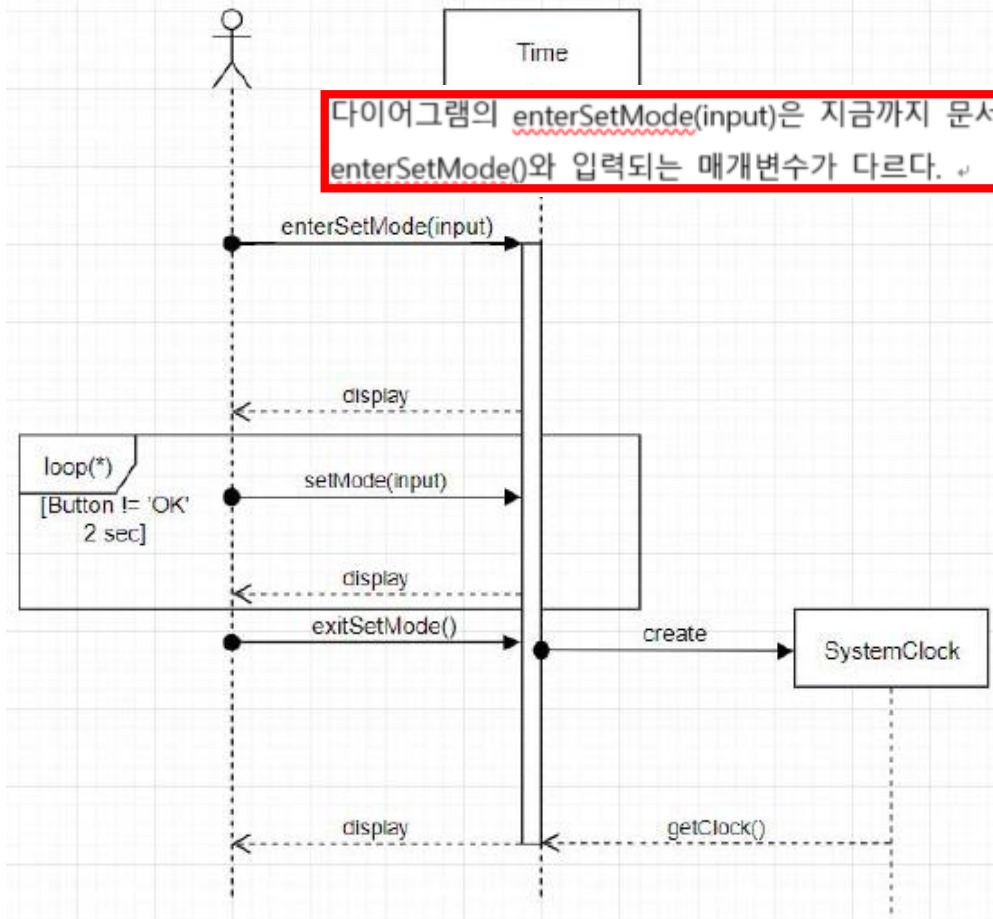 Time
다이어그램의 enterSetMode(input)은 지금까지 문서
enterSetMode()와 입력되는 매개변수가 다르다.
enterSetMode(input)
display
loop(*)
setMode(input)
[Button != 'OK'
2 sec]
display
exitSetMode()
create
SystemClock
display
getClock()